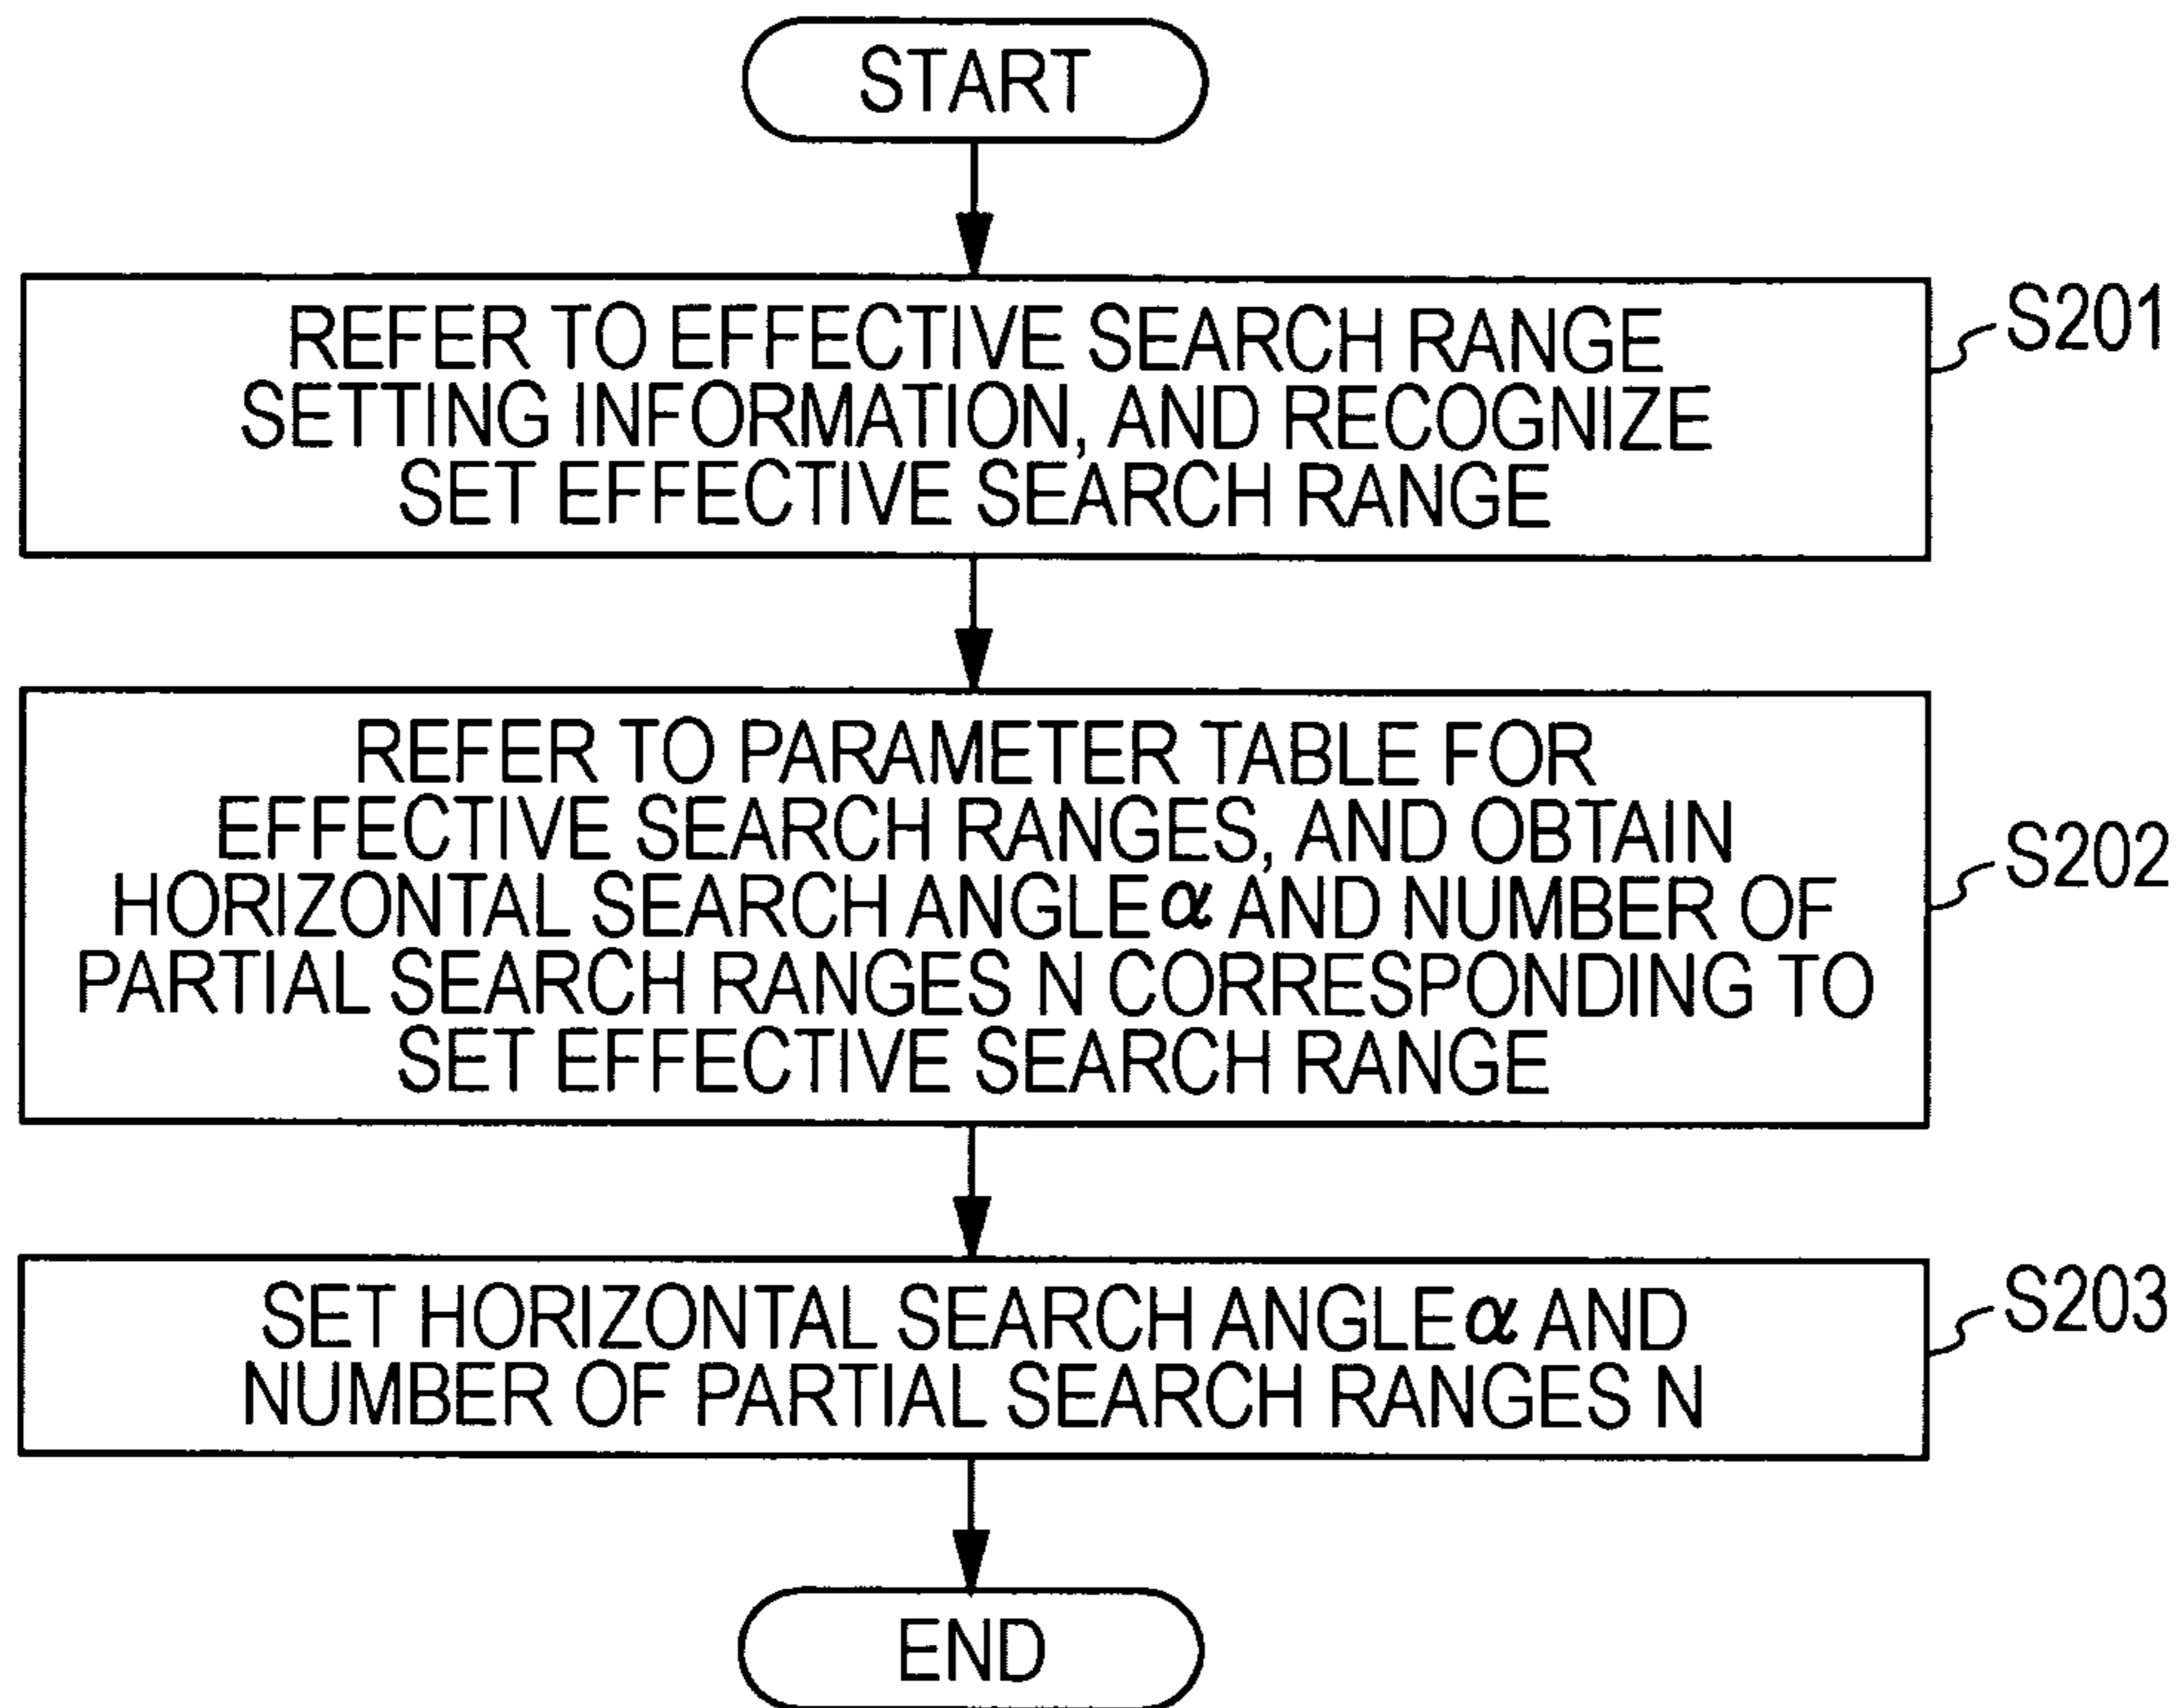 START
REFER TO EFFECTIVE SEARCH RANGE
SETTING INFORMATION, AND RECOGNIZE
SET EFFECTIVE SEARCH RANGE
S201
REFER TO PARAMETER TABLE FOR
EFFECTIVE SEARCH RANGES, AND OBTAIN
HORIZONTAL SEARCH ANGLE α AND NUMBER OF
PARTIAL SEARCH RANGES N CORRESPONDING TO
SET EFFECTIVE SEARCH RANGE
S202
SET HORIZONTAL SEARCH ANGLE α AND
NUMBER OF PARTIAL SEARCH RANGES N
S203
END